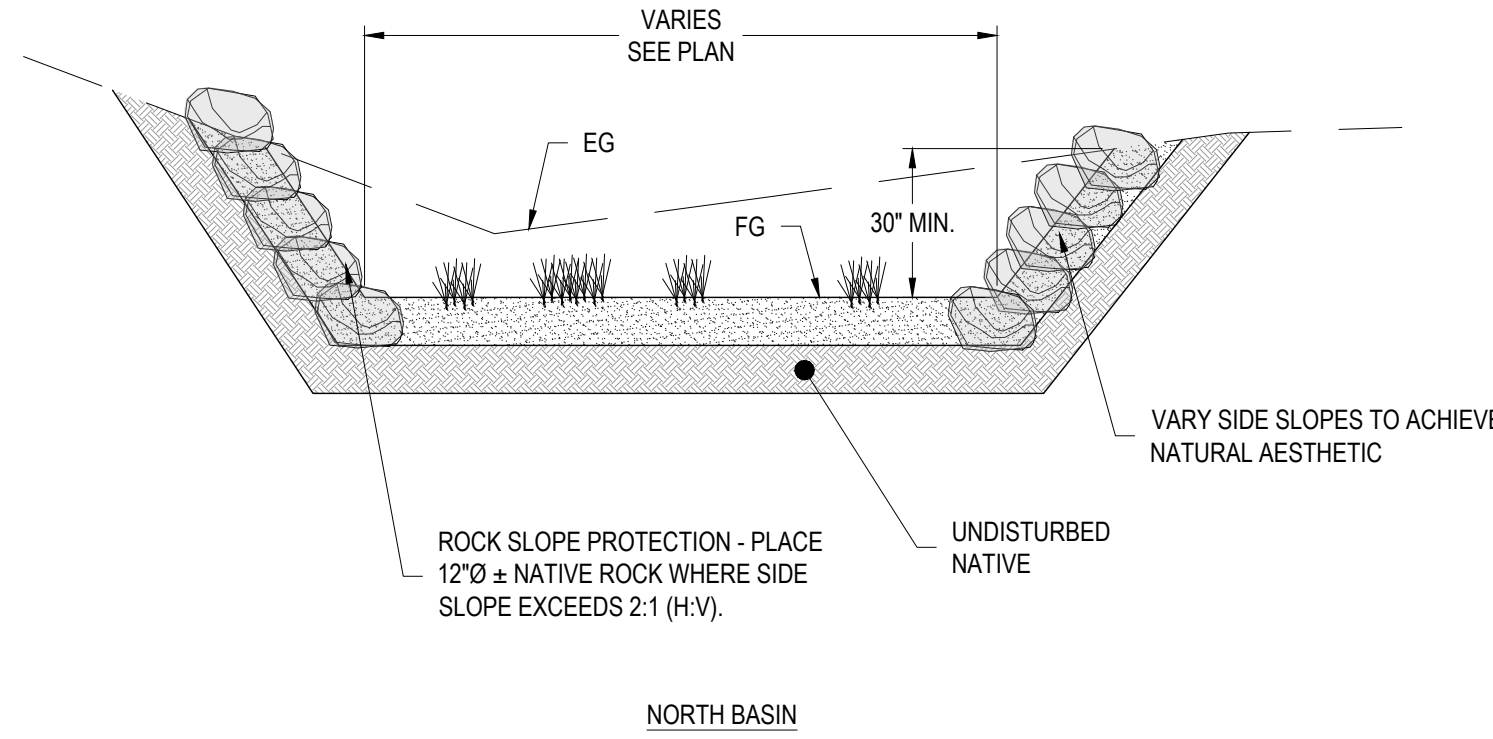 VARIES
SEE PLAN
EG
FG
30" MIN.
VARY SIDE SLOPES TO ACHIEVE
NATURAL AESTHETIC
ROCK SLOPE PROTECTION - PLACE
12"Ø ± NATIVE ROCK WHERE SIDE
SLOPE EXCEEDS 2:1 (H:V).
UNDISTURBED
NATIVE
NORTH BASIN